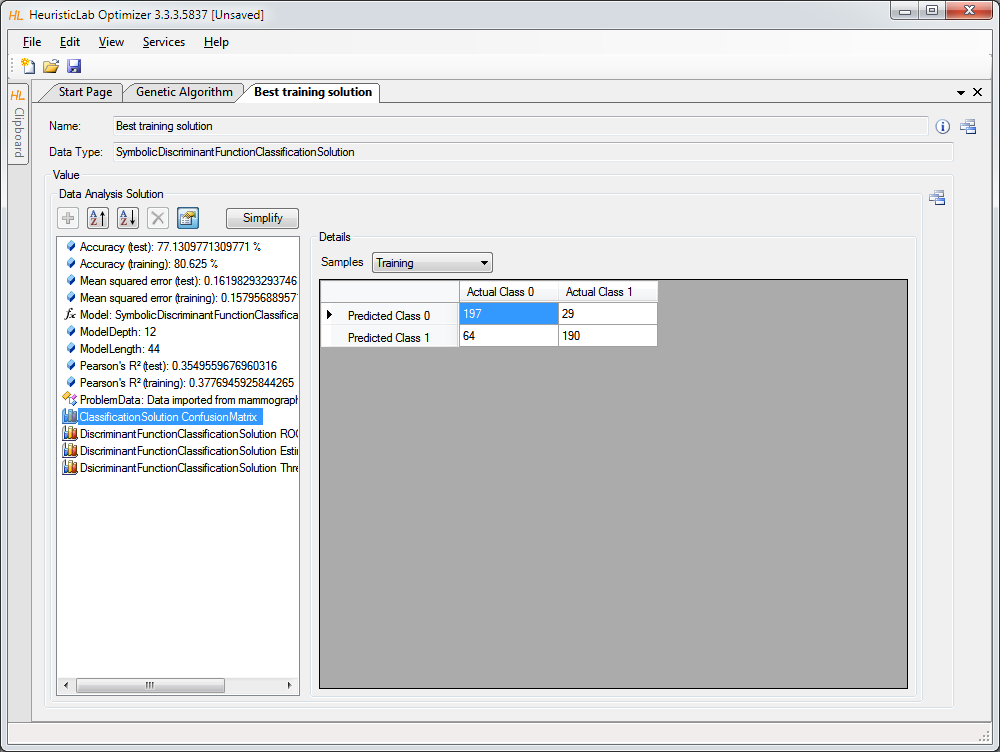 HL HeuristicLab Optimizer 3.3.3.5837 [Unsaved]
File Edit View Services Help
HL Clipboard
Start Page Genetic Algorithm Best training solution
Name: Best training solution
Data Type: SymbolicDiscriminantFunctionClassificationSolution
Value
Data Analysis Solution
Simplify
Accuracy (test): 77.1309771309771 %
Accuracy (training): 80.625 %
Mean squared error (test): 0.16198293293746
Mean squared error (training): 0.15795688957
Model: SymbolicDiscriminantFunctionClassifica
ModelDepth: 12
ModelLength: 44
Pearson's R² (test): 0.3549559676960316
Pearson's R² (training): 0.3776945925844265
ProblemData: Data imported from mammograph
ClassificationSolution ConfusionMatrix
DiscriminantFunctionClassificationSolution ROC
DiscriminantFunctionClassificationSolution Esti
DsicriminantFunctionClassificationSolution Thre
Details
Samples Training
Actual Class 0 Actual Class 1
Predicted Class 0 197 29
Predicted Class 1 64 190